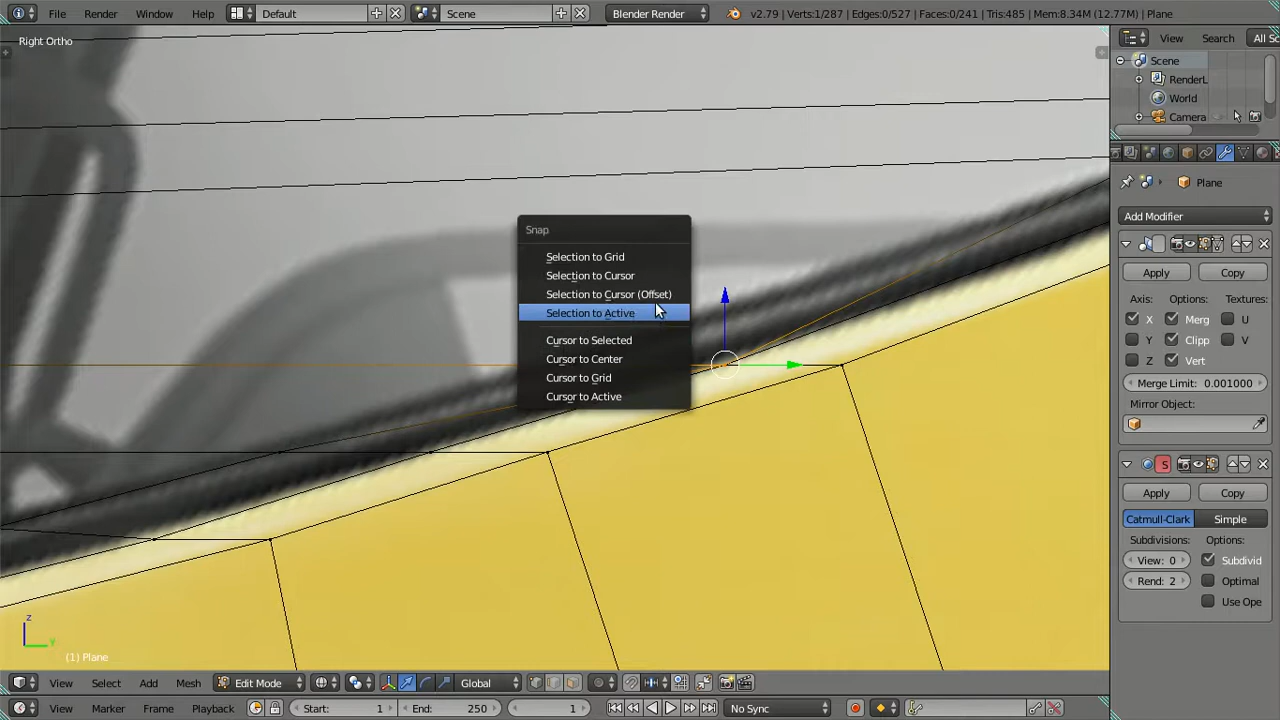 File Render Window Help Default Scene Blender Render v2.79 | Verts:1/287 | Edges:0/527 | Faces:0/241 | Tris:485 | Mem:8.34M (12.77M) | Plane
Right Ortho
View Search All Sc
Scene
RenderL
World
Camera
Plane
Add Modifier
Apply Copy
Axis: Options: Textures:
X Merg U
Y Clipp V
Z Vert
Merge Limit: 0.001000
Mirror Object:
S
Apply Copy
Catmull-Clark Simple
Subdivisions: Options:
View: 0 Subdivid
Rend: 2 Optimal
Use Ope
Snap
Selection to Grid
Selection to Cursor
Selection to Cursor (Offset)
Selection to Active
Cursor to Selected
Cursor to Center
Cursor to Grid
Cursor to Active
z
y
(1) Plane
View Select Add Mesh Edit Mode Global
View Marker Frame Playback Start: 1 End: 250 1 No Sync